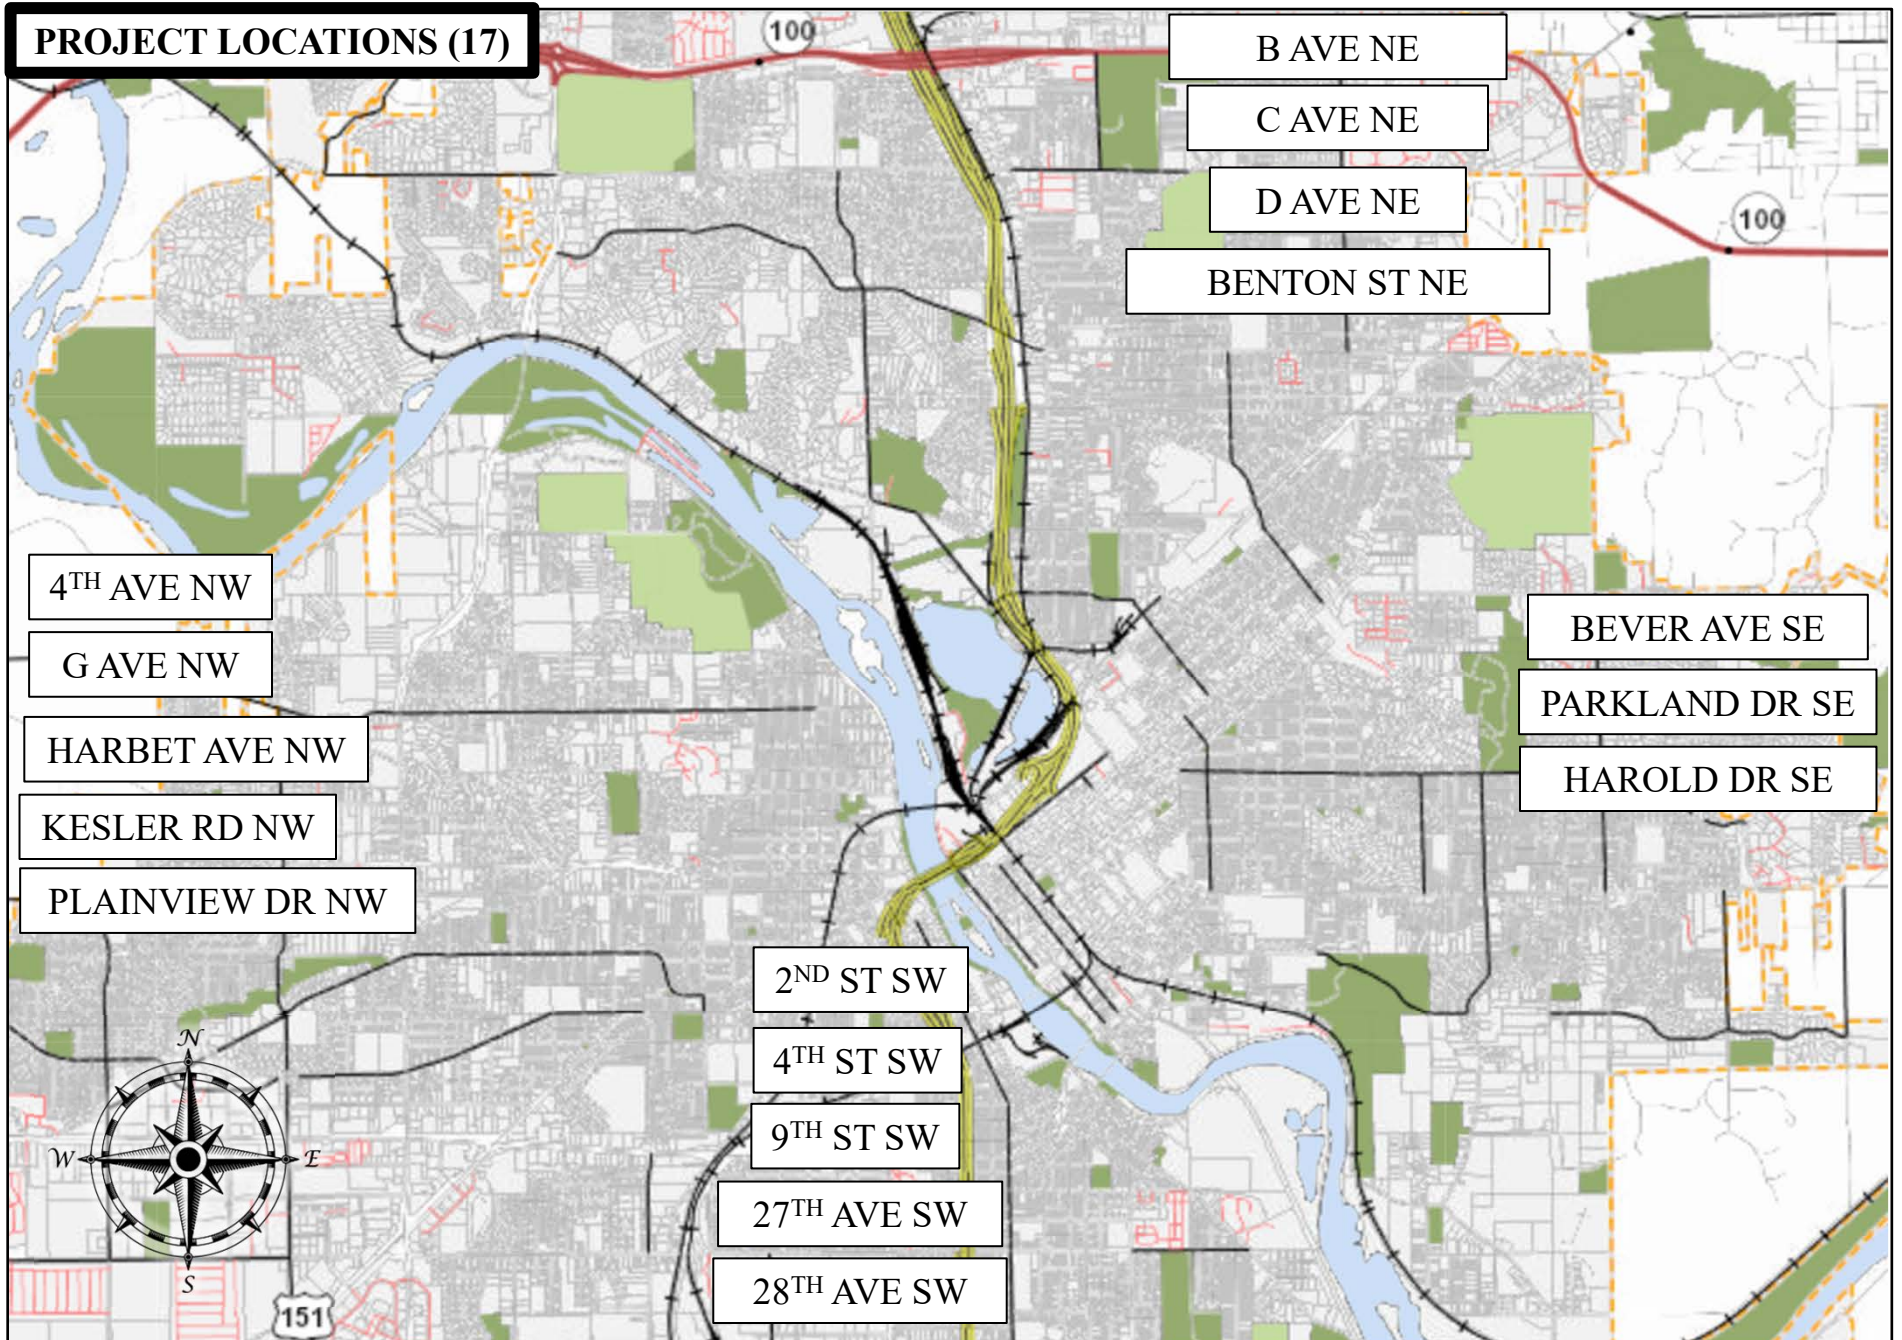 PROJECT LOCATIONS (17)
100
B AVE NE
C AVE NE
D AVE NE
100
BENTON ST NE
4TH AVE NW
G AVE NW
HARBET AVE NW
KESLER RD NW
PLAINVIEW DR NW
BEVER AVE SE
PARKLAND DR SE
HAROLD DR SE
2ND ST SW
4TH ST SW
9TH ST SW
27TH AVE SW
28TH AVE SW
N
W
E
S
151